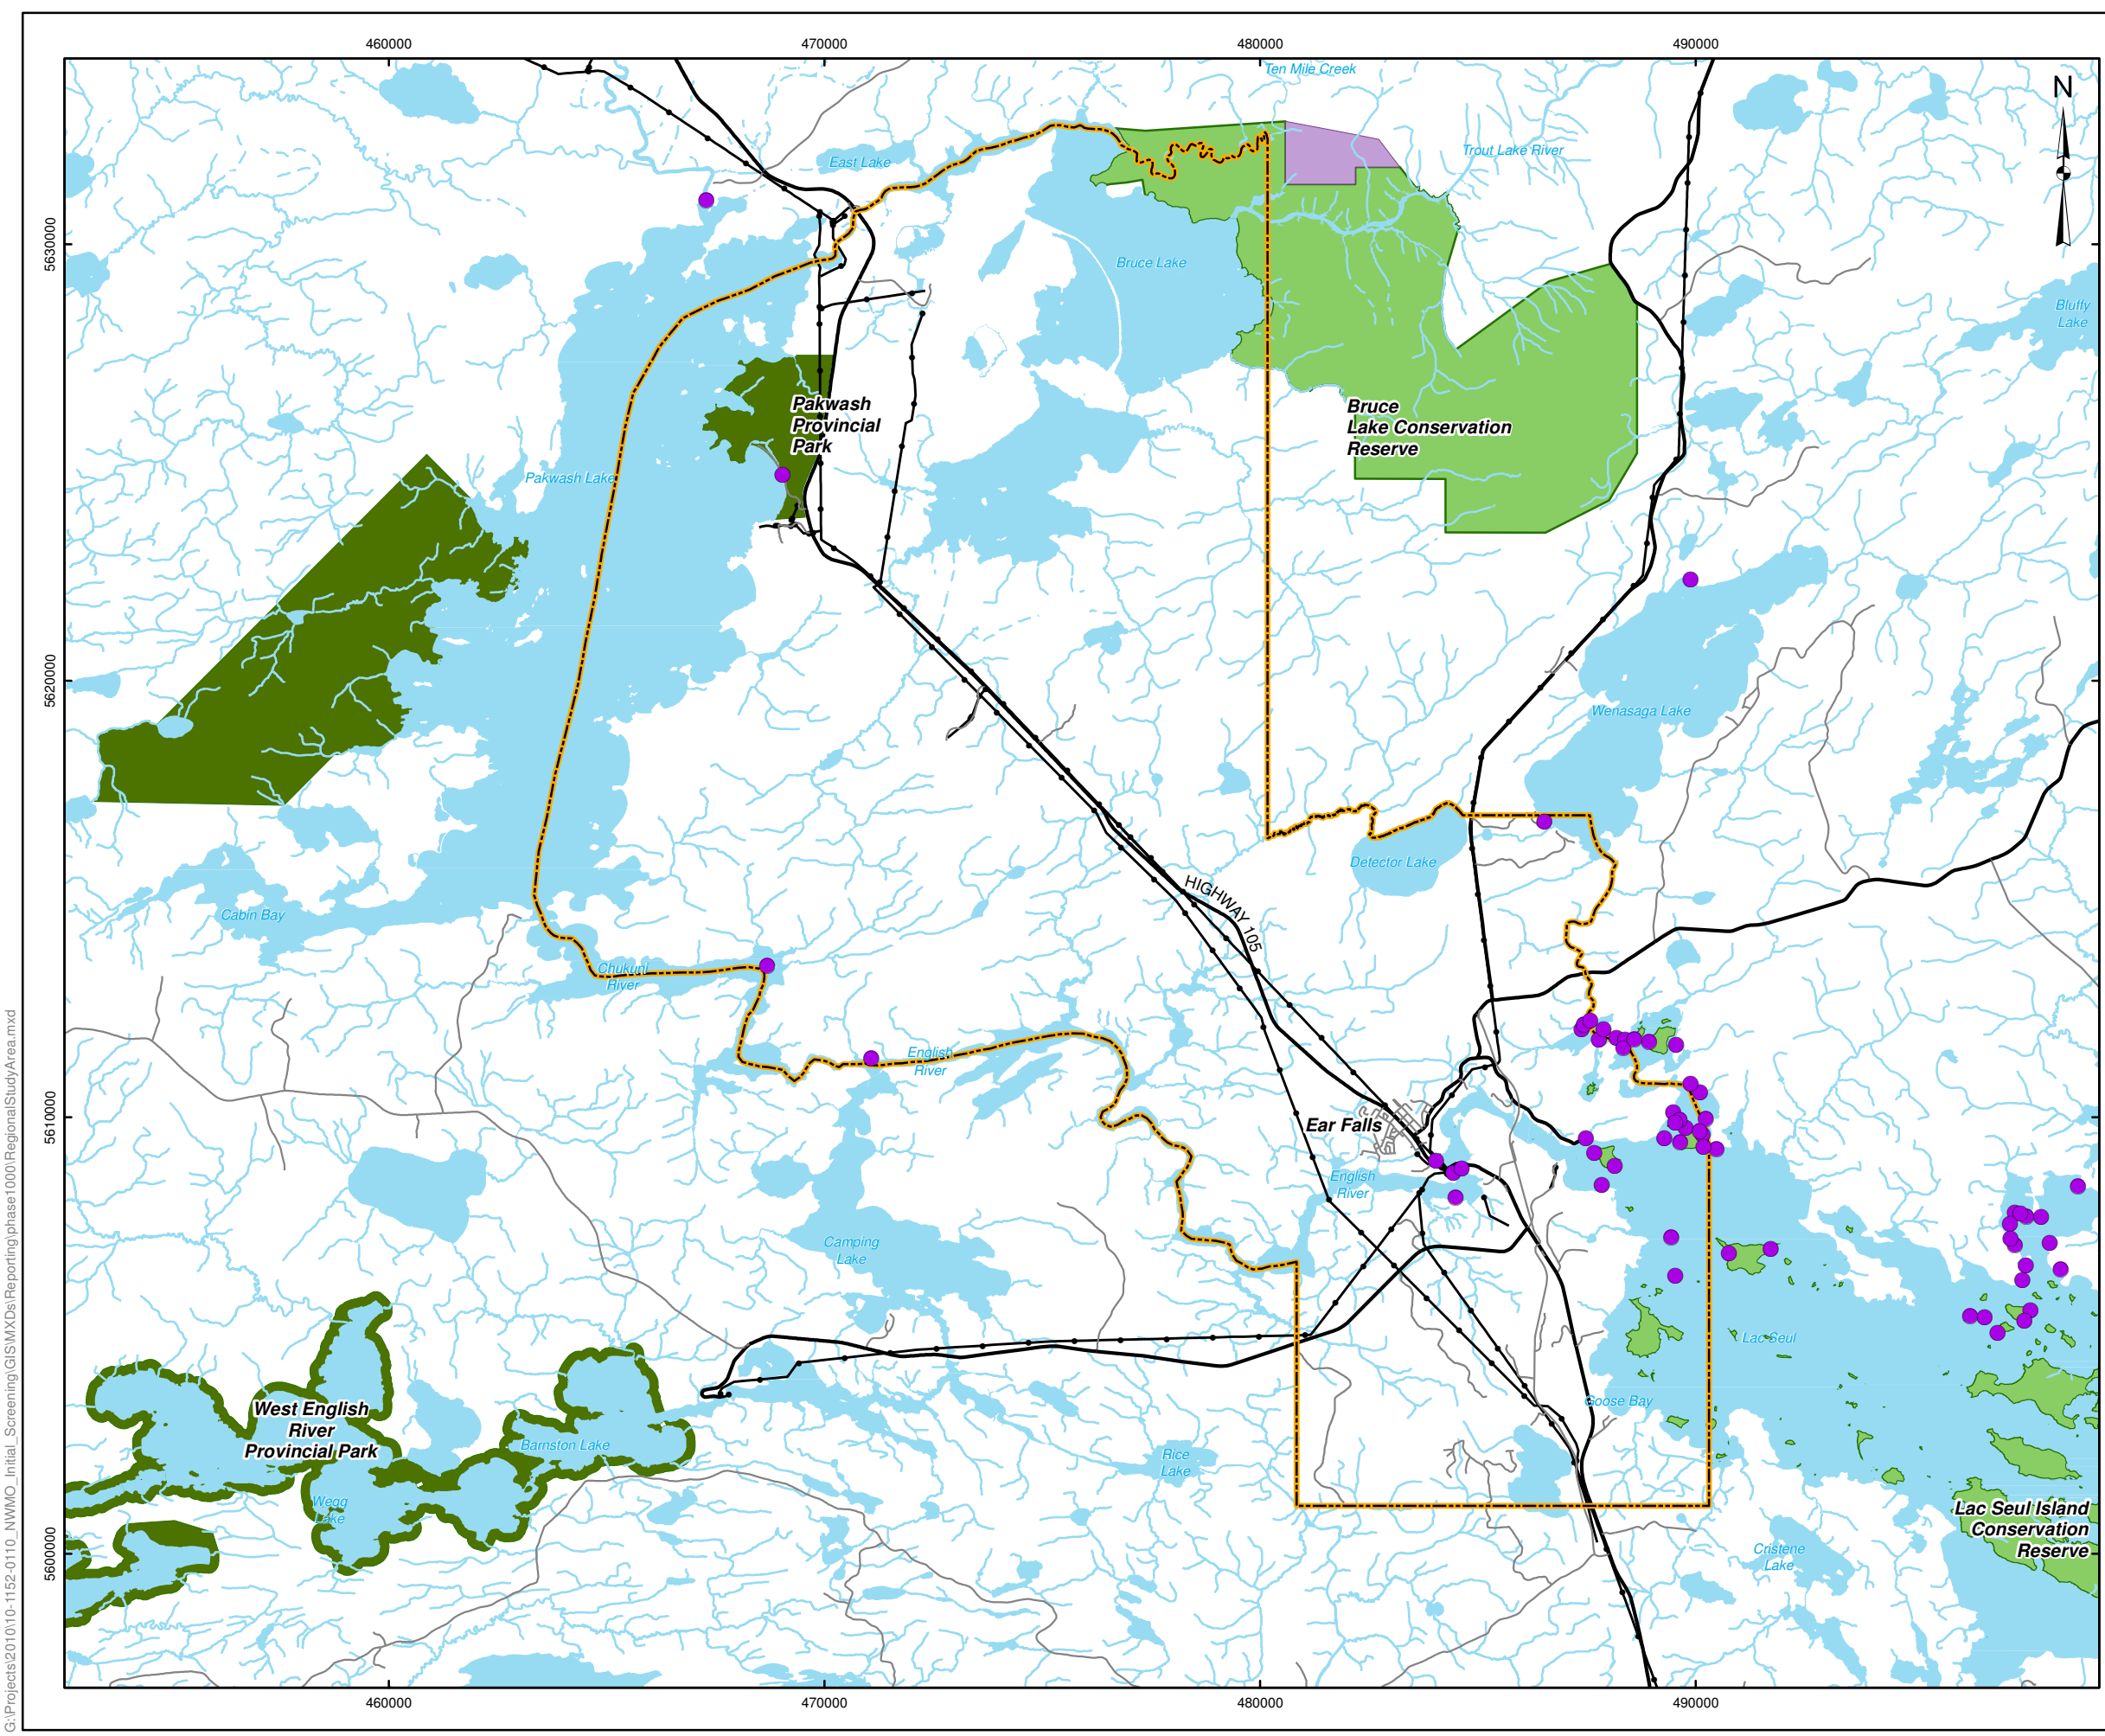 460000
470000
480000
490000
Ten Mile Creek
N
East Lake
Trout Lake River
5630000
Bruce Lake
Bluffy
Lake
Pakwash
Provincial
Park
Bruce
Lake Conservation
Reserve
Pakwash Lake
5620000
Wenasaga Lake
Detector Lake
HIGHWAY 105
Cabin Bay
Chukuni
River
English
River
5610000
Ear Falls
English
River
Camping
Lake
Lac Seul
Goose Bay
West English
River
Provincial Park
Barnston Lake
Rice
Lake
Wegg
Lake
Lac Seul Island
Conservation
Reserve
Cristene
Lake
5600000
460000
470000
480000
490000
G:\Projects\2010\10-1152-0110_NWMO_Initial_Screening\GIS\MXDs\Reporting\phase1000\RegionalStudyArea.mxd